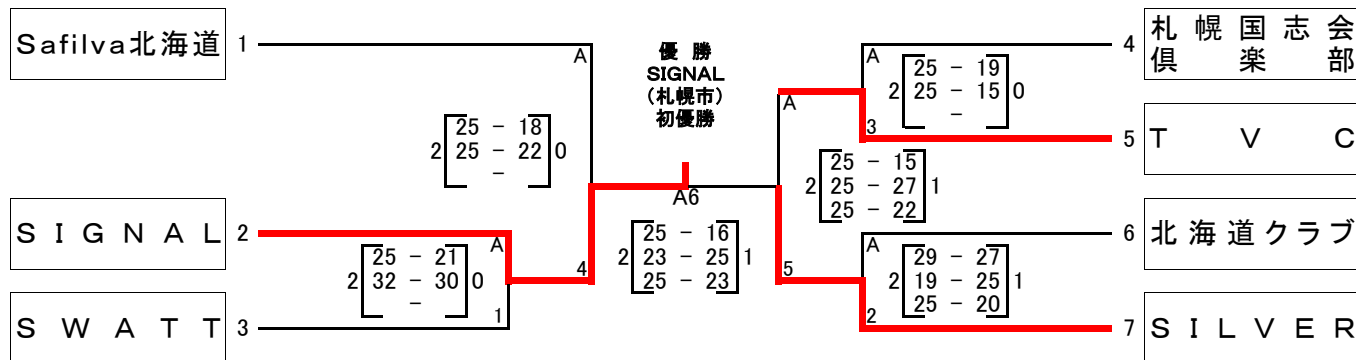 Safilva北海道 1
A
25 - 18
2 25 - 22 0
-
SIGNAL 2
A
25 - 21
2 32 - 30 0
-
4
1
SWATT 3
優勝
SIGNAL
(札幌市)
初優勝
A6
25 - 16
2 23 - 25 1
25 - 23
4 札幌国志会
倶楽部
A
25 - 19
2 25 - 15 0
-
A
3
5 TVC
25 - 15
2 25 - 27 1
25 - 22
6 北海道クラブ
A
29 - 27
2 19 - 25 1
25 - 20
5
2
7 SILVER